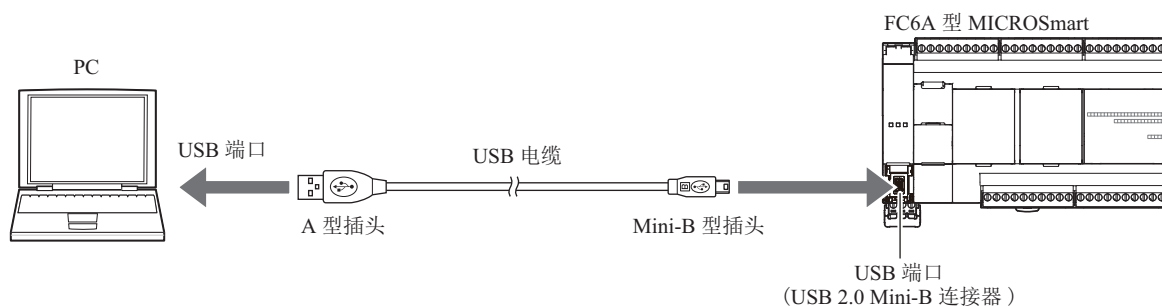 FC6A 型 MICROSmart
PC
USB 端口
USB 电缆
A 型插头
Mini-B 型插头
USB 端口
（USB 2.0 Mini-B 连接器 ）